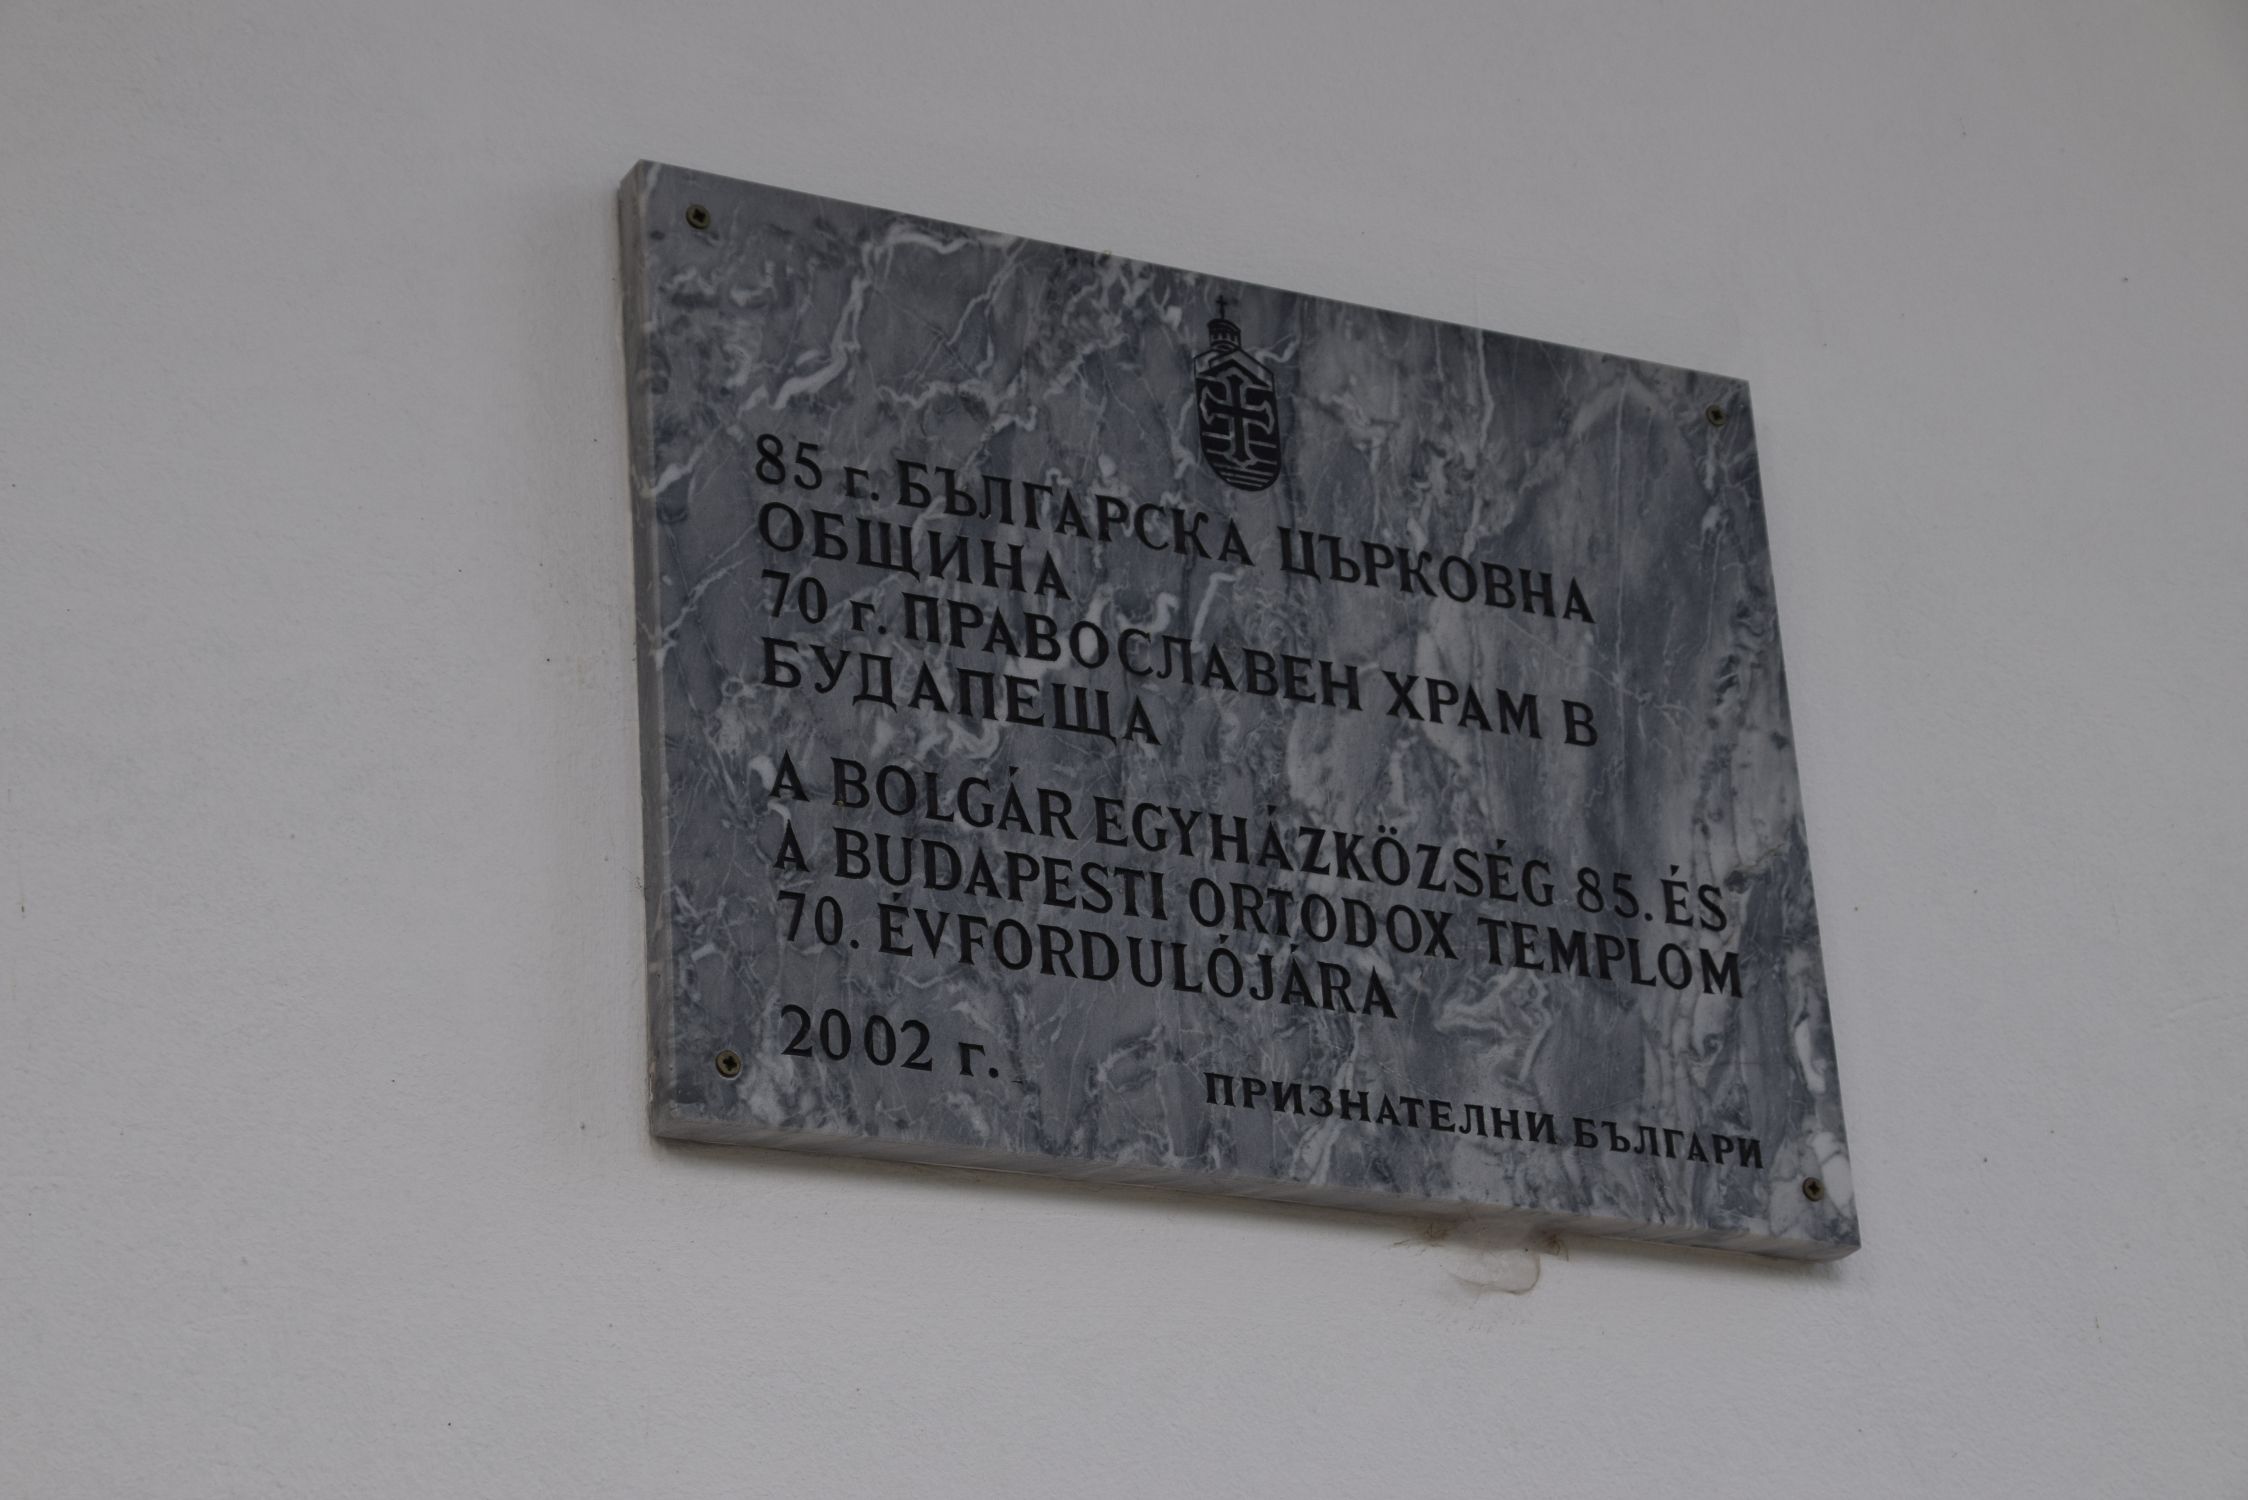 85 г. БЪЛГАРСКА ЦЪРКОВНА
ОБЩИНА
70 г. ПРАВОСЛАВЕН ХРАМ В
БУДАПЕЩА
A BOLGÁR EGYHÁZKÖZSÉG 85. ÉS
A BUDAPESTI ORTODOX TEMPLOM
70. ÉVFORDULÓJÁRA
2002 г.
ПРИЗНАТЕЛНИ БЪЛГАРИ